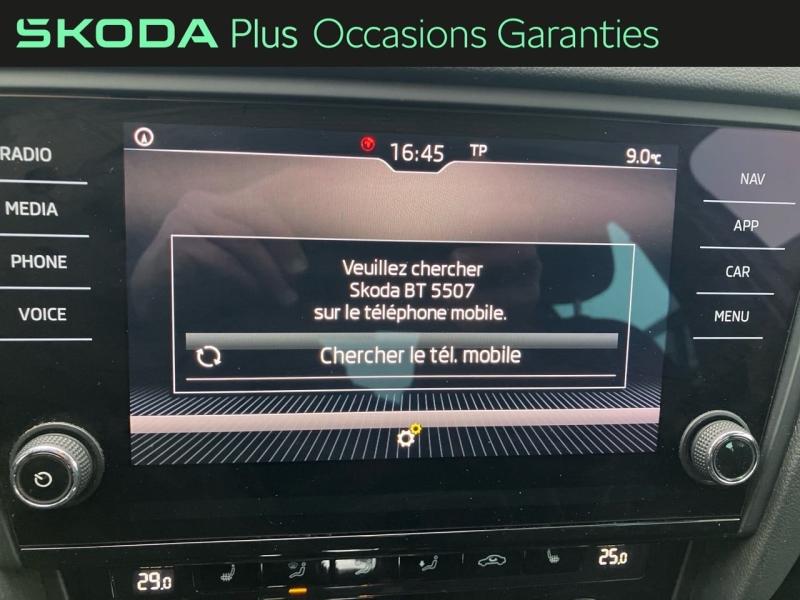 SKODA Plus Occasions Garanties
16:45 TP 9.0°C
RADIO
MEDIA
PHONE
VOICE
Veuillez chercher
Skoda BT 5507
sur le téléphone mobile.
Chercher le tél. mobile
NAV
APP
CAR
MENU
29.0
25.0